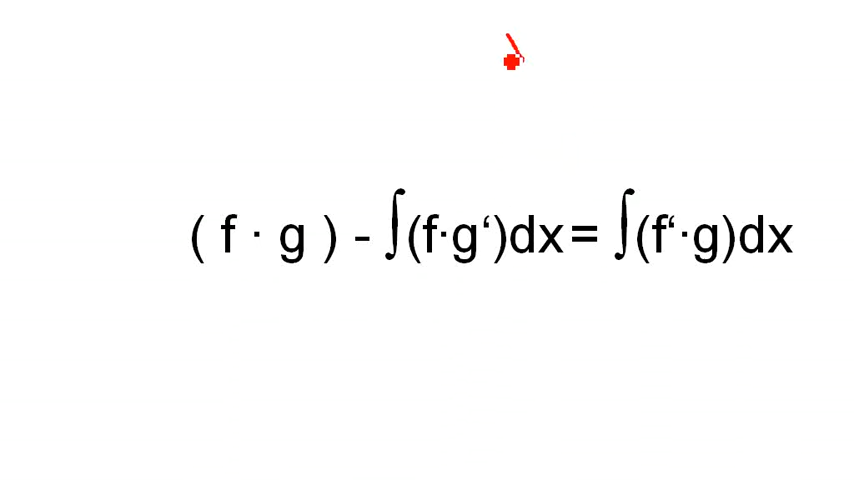 ( f · g ) - ∫(f·g‘)dx = ∫(f‘·g)dx